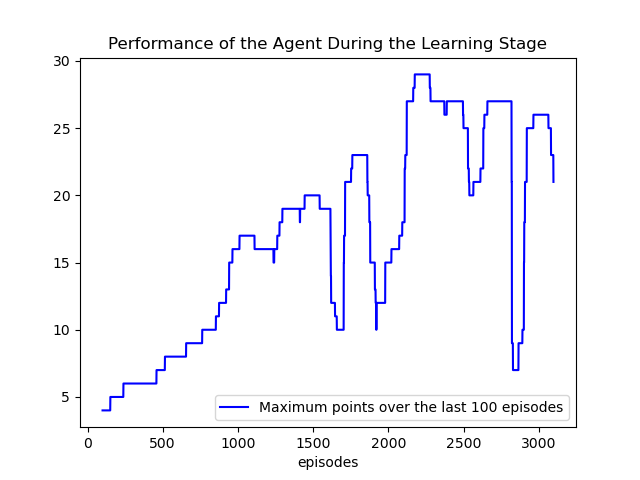 Performance of the Agent During the Learning Stage
30
25
20
15
10
5
Maximum points over the last 100 episodes
0 500 1000 1500 2000 2500 3000
episodes